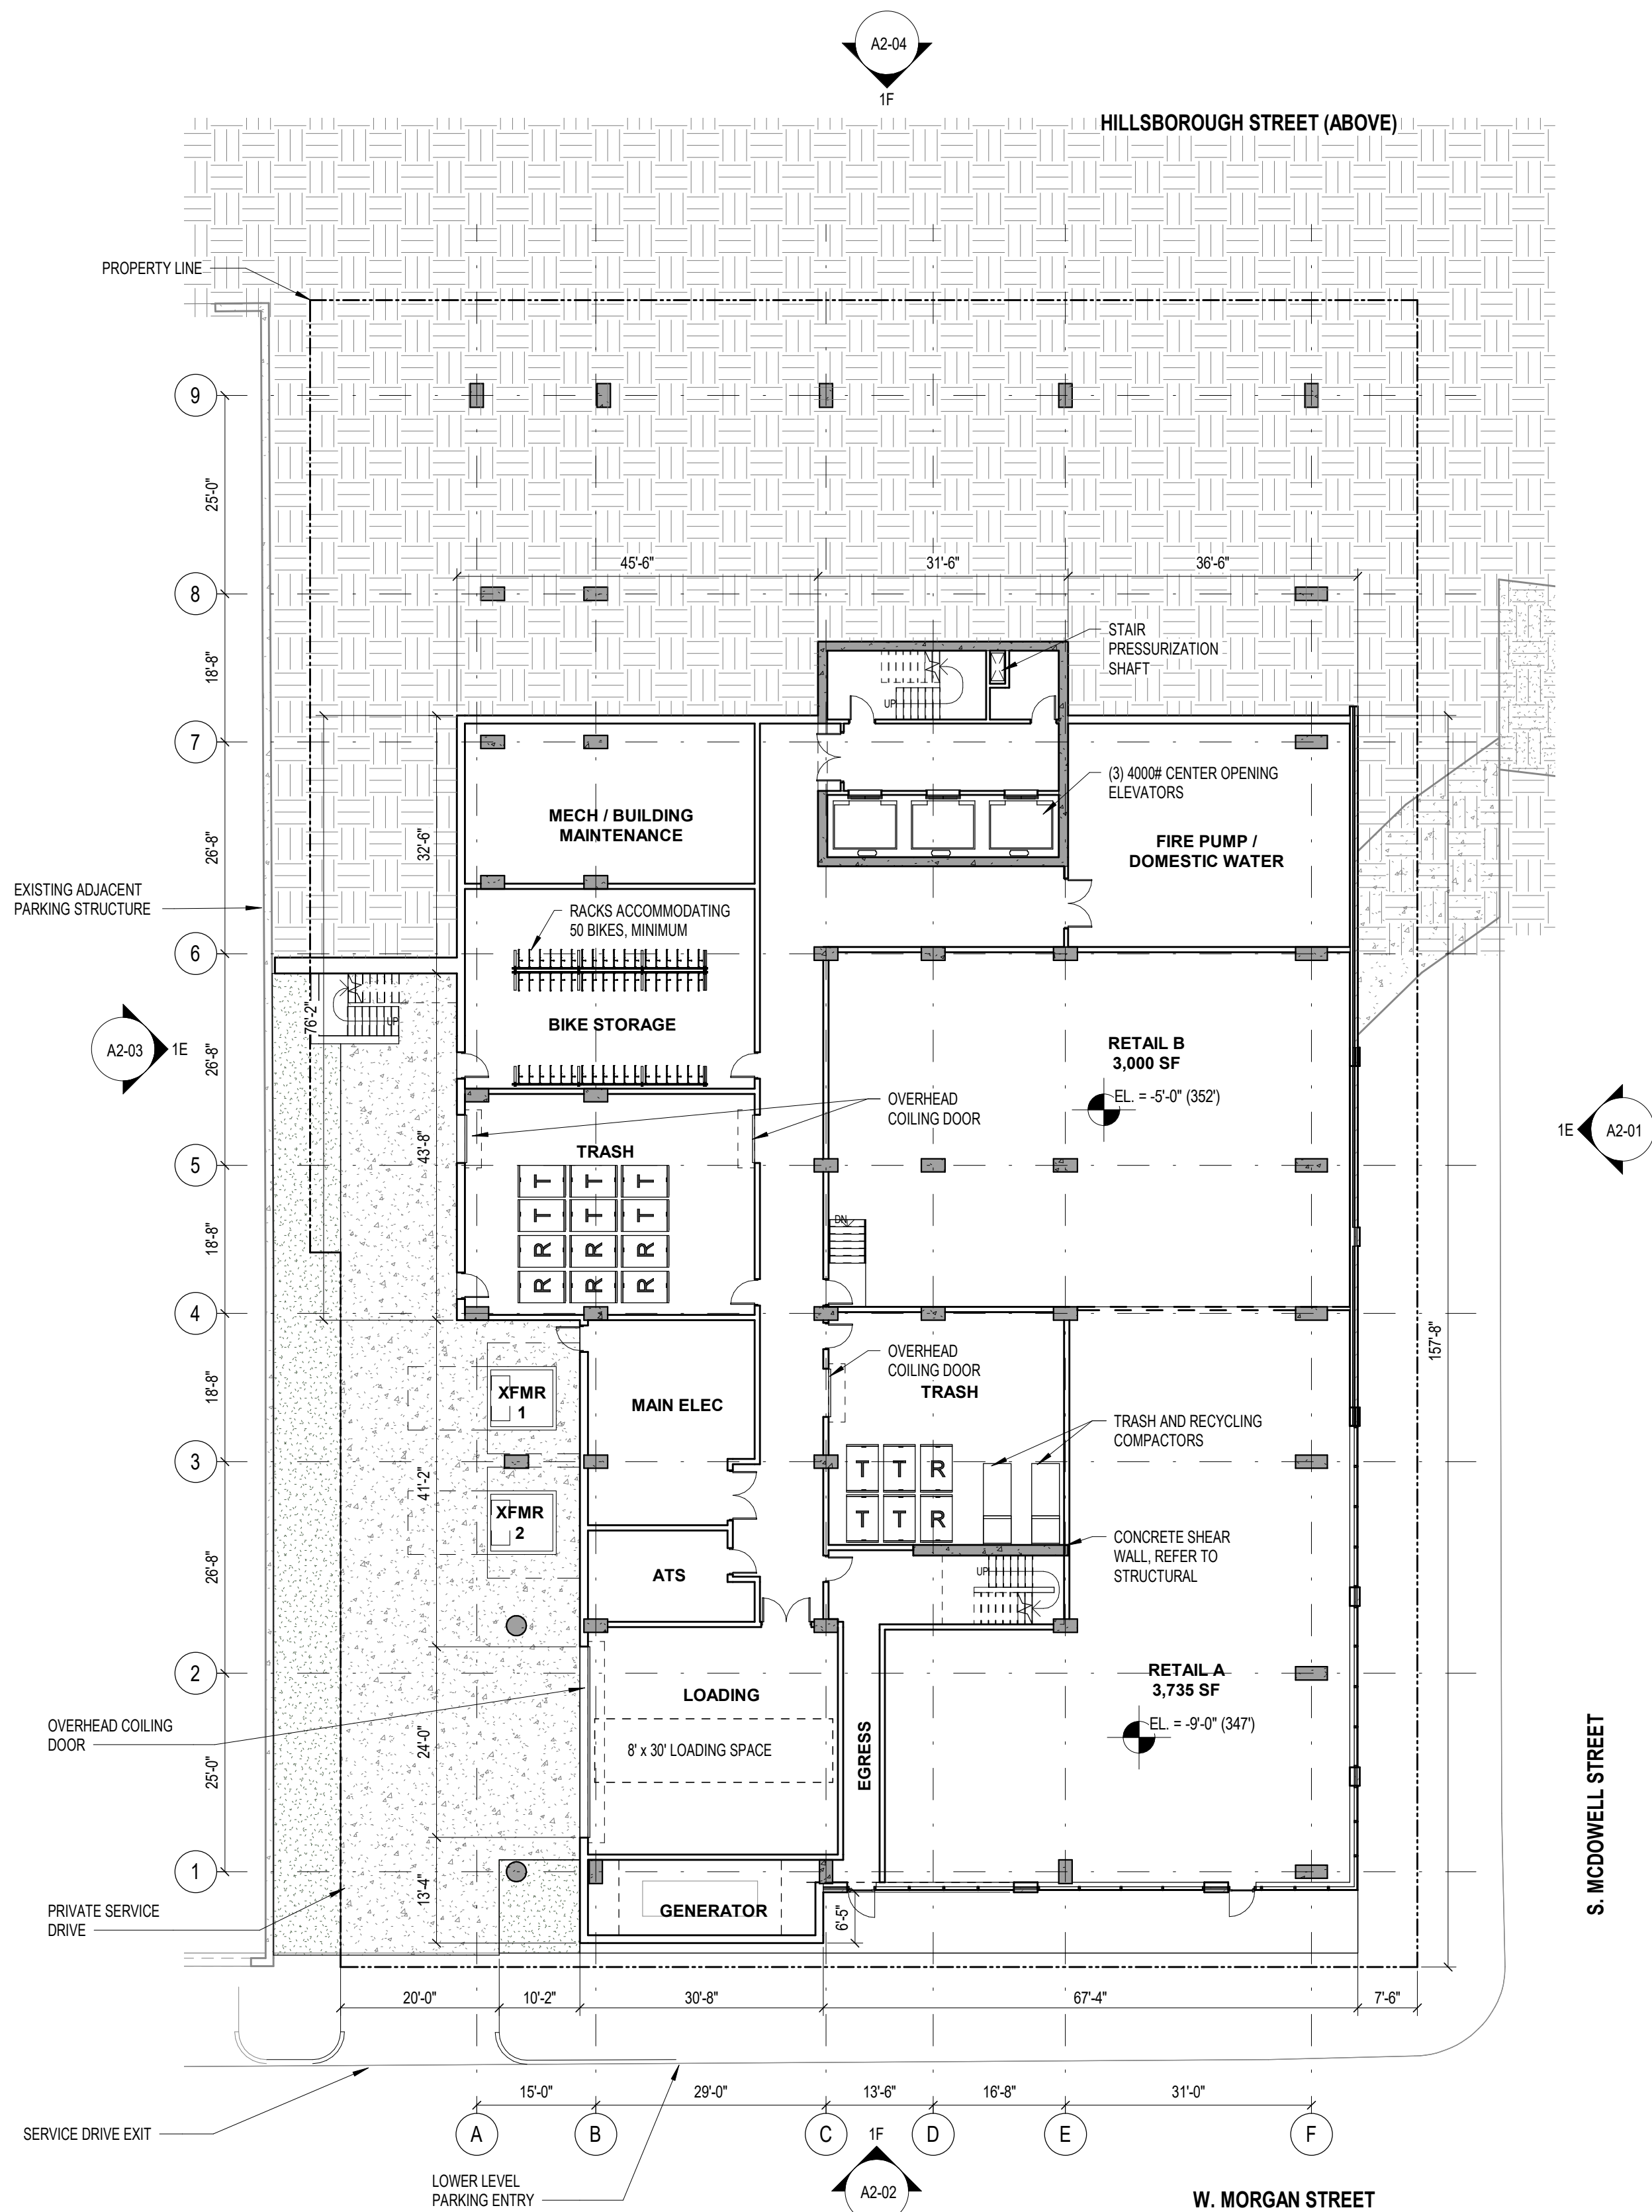 A2-04
1F
HILLSBOROUGH STREET (ABOVE)
PROPERTY LINE
9
25'-0"
45'-6"
31'-6"
36'-6"
8
STAIR
PRESSURIZATION
SHAFT
18'-8"
UP
7
(3) 4000# CENTER OPENING
ELEVATORS
MECH / BUILDING
MAINTENANCE
32'-6"
26'-8"
FIRE PUMP /
DOMESTIC WATER
EXISTING ADJACENT
PARKING STRUCTURE
RACKS ACCOMMODATING
50 BIKES, MINIMUM
6
76'-2"
UP
BIKE STORAGE
A2-03
1E
26'-8"
RETAIL B
3,000 SF
EL. = -5'-0" (352')
OVERHEAD
COILING DOOR
1E
A2-01
43'-8"
TRASH
5
T T T
T T T
R R R
R R R
18'-8"
DN
4
157'-8"
18'-8"
OVERHEAD
COILING DOOR
TRASH
XFMR
1
MAIN ELEC
TRASH AND RECYCLING
COMPACTORS
3
T T R
T T R
41'-2"
XFMR
2
CONCRETE SHEAR
WALL, REFER TO
STRUCTURAL
26'-8"
ATS
UP
2
RETAIL A
3,735 SF
LOADING
EL. = -9'-0" (347')
OVERHEAD COILING
DOOR
24'-0"
8' x 30' LOADING SPACE
EGRESS
25'-0"
S. MCDOWELL STREET
1
13'-4"
PRIVATE SERVICE
DRIVE
GENERATOR
6'-5"
20'-0"
10'-2"
30'-8"
67'-4"
7'-6"
15'-0"
29'-0"
13'-6"
16'-8"
31'-0"
SERVICE DRIVE EXIT
A
B
C
D
E
F
1F
A2-02
LOWER LEVEL
PARKING ENTRY
W. MORGAN STREET